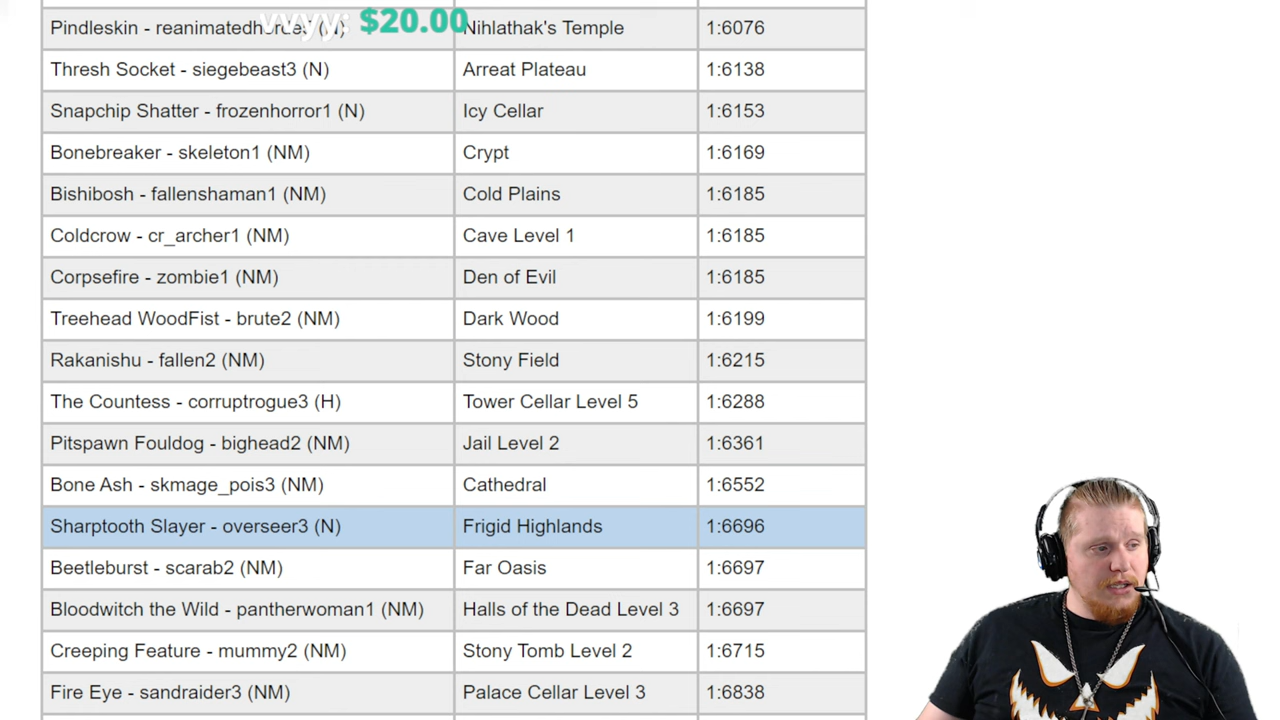 vvyy: $20.00
Pindleskin - reanimatedhorde5 (N) Nihlathak's Temple 1:6076
Thresh Socket - siegebeast3 (N) Arreat Plateau 1:6138
Snapchip Shatter - frozenhorror1 (N) Icy Cellar 1:6153
Bonebreaker - skeleton1 (NM) Crypt 1:6169
Bishibosh - fallenshaman1 (NM) Cold Plains 1:6185
Coldcrow - cr_archer1 (NM) Cave Level 1 1:6185
Corpsefire - zombie1 (NM) Den of Evil 1:6185
Treehead WoodFist - brute2 (NM) Dark Wood 1:6199
Rakanishu - fallen2 (NM) Stony Field 1:6215
The Countess - corruptrogue3 (H) Tower Cellar Level 5 1:6288
Pitspawn Fouldog - bighead2 (NM) Jail Level 2 1:6361
Bone Ash - skmage_pois3 (NM) Cathedral 1:6552
Sharptooth Slayer - overseer3 (N) Frigid Highlands 1:6696
Beetleburst - scarab2 (NM) Far Oasis 1:6697
Bloodwitch the Wild - pantherwoman1 (NM) Halls of the Dead Level 3 1:6697
Creeping Feature - mummy2 (NM) Stony Tomb Level 2 1:6715
Fire Eye - sandraider3 (NM) Palace Cellar Level 3 1:6838